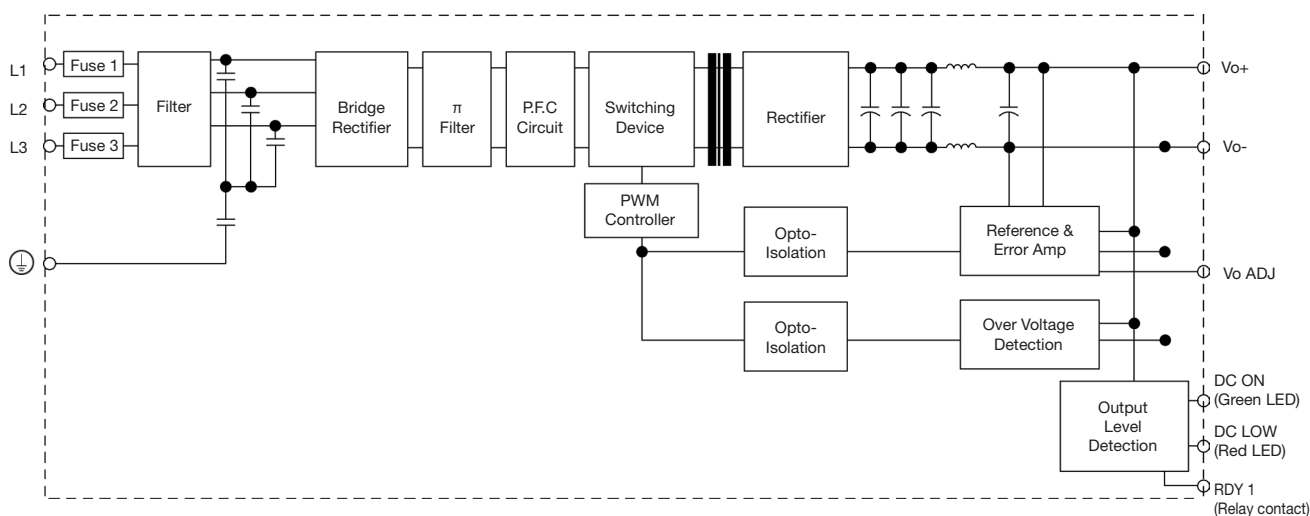 L1
Fuse 1
L2
Fuse 2
L3
Fuse 3
Filter
Bridge
Rectifier
π
Filter
P.F.C
Circuit
Switching
Device
Rectifier
Vo+
Vo-
PWM
Controller
Opto-
Isolation
Reference &
Error Amp
Vo ADJ
Opto-
Isolation
Over Voltage
Detection
Output
Level
Detection
DC ON
(Green LED)
DC LOW
(Red LED)
RDY 1
(Relay contact)